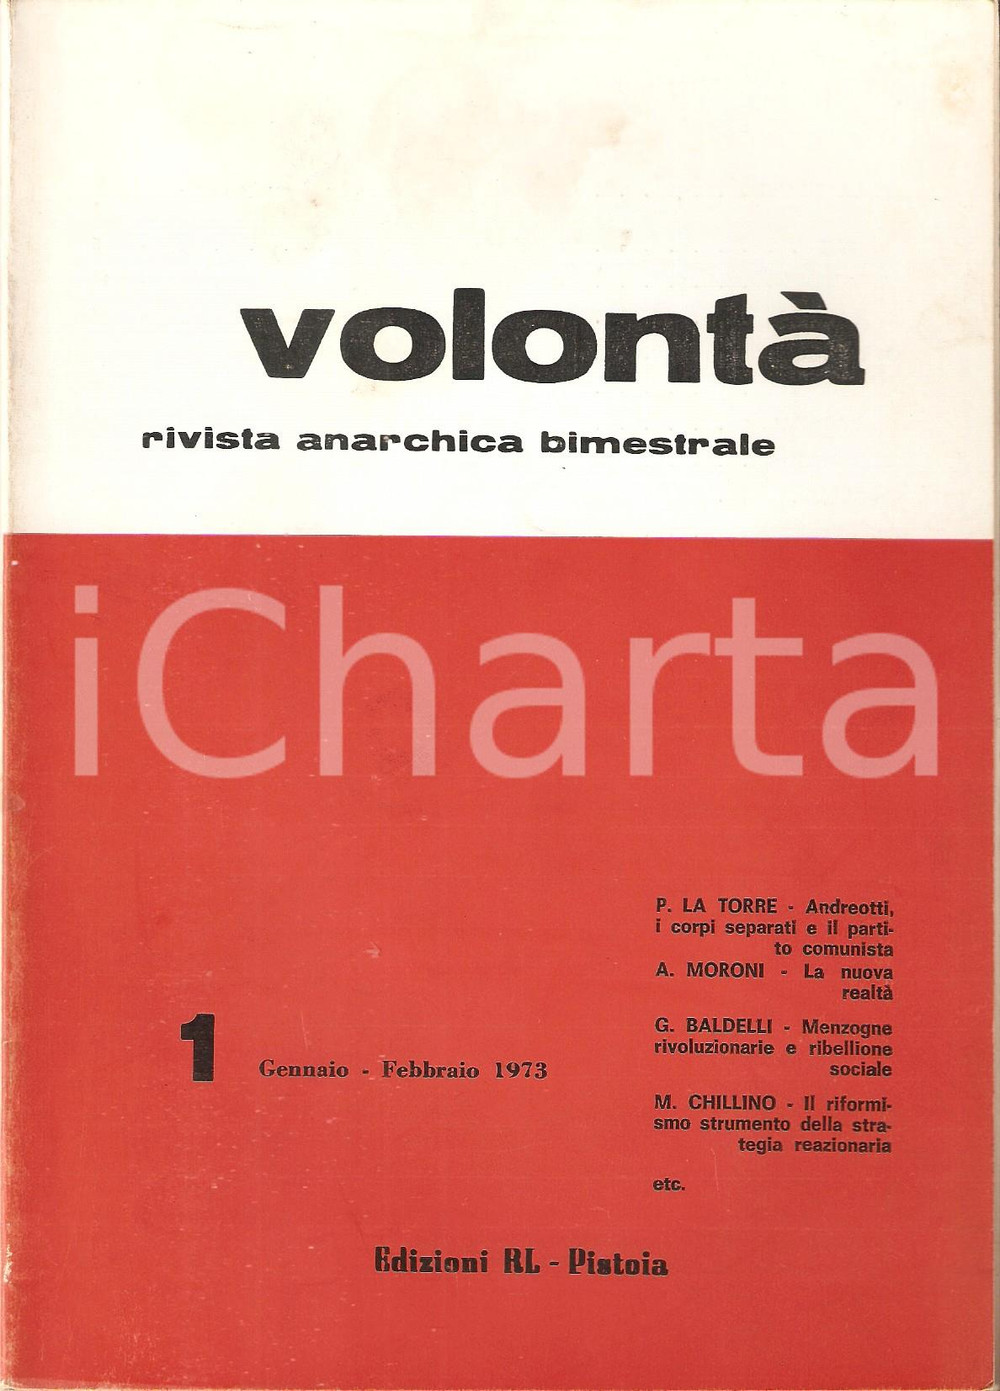 volontà
rivista anarchica bimestrale
iCharta
P. LA TORRE - Andreotti,
i corpi separati e il parti-
to comunista
A. MORONI - La nuova
realtà
G. BALDELLI - Menzogne
rivoluzionarie e ribellione
sociale
M. CHILLINO - Il riformi-
smo strumento della stra-
tegia reazionaria
etc.
1 Gennaio - Febbraio 1973
Edizioni RL - Pistoia